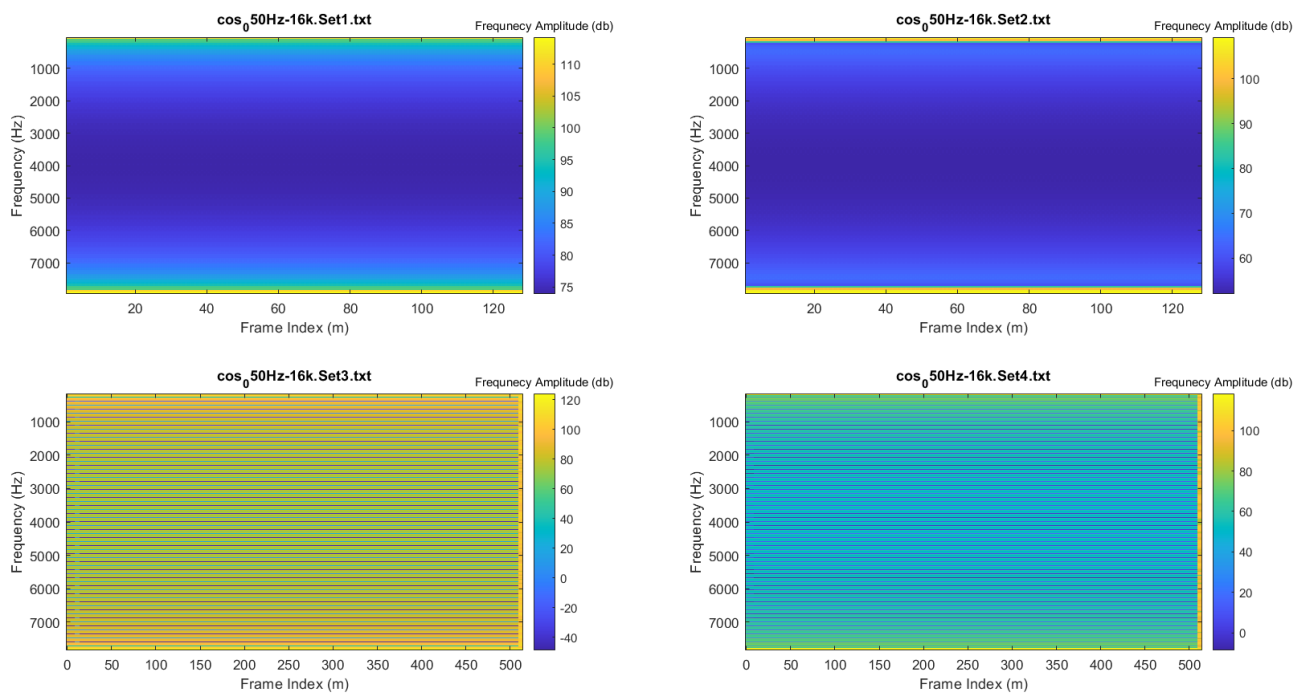 cos050Hz-16k.Set1.txt
Frequnecy Amplitude (db)
1000
2000
3000
4000
5000
6000
7000
Frequency (Hz)
20 40 60 80 100 120
Frame Index (m)
110
105
100
95
90
85
80
75
cos050Hz-16k.Set2.txt
Frequnecy Amplitude (db)
1000
2000
3000
4000
5000
6000
7000
Frequency (Hz)
20 40 60 80 100 120
Frame Index (m)
100
90
80
70
60
cos050Hz-16k.Set3.txt
Frequnecy Amplitude (db)
1000
2000
3000
4000
5000
6000
7000
Frequency (Hz)
0 50 100 150 200 250 300 350 400 450 500
Frame Index (m)
120
100
80
60
40
20
0
-20
-40
cos050Hz-16k.Set4.txt
Frequnecy Amplitude (db)
1000
2000
3000
4000
5000
6000
7000
Frequency (Hz)
0 50 100 150 200 250 300 350 400 450 500
Frame Index (m)
100
80
60
40
20
0